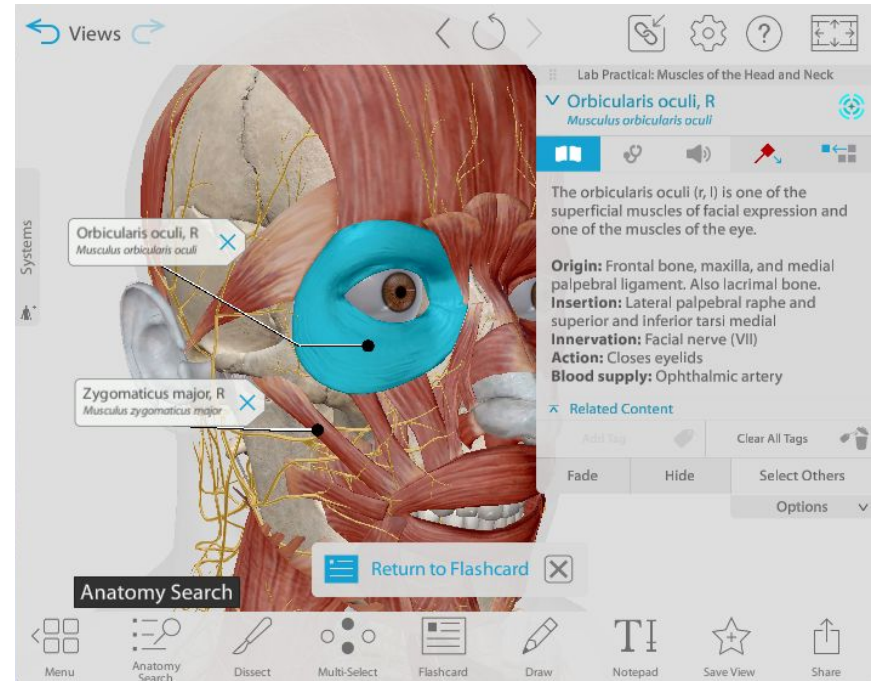 Views
Lab Practical: Muscles of the Head and Neck
Orbicularis oculi, R
Musculus orbicularis oculi
The orbicularis oculi (r, l) is one of the
superficial muscles of facial expression and
one of the muscles of the eye.
Origin: Frontal bone, maxilla, and medial
palpebral ligament. Also lacrimal bone.
Insertion: Lateral palpebral raphe and
superior and inferior tarsi medial
Innervation: Facial nerve (VII)
Action: Closes eyelids
Blood supply: Ophthalmic artery
Related Content
Add Tag
Clear All Tags
Fade
Hide
Select Others
Options
Systems
Orbicularis oculi, R
Musculus orbicularis oculi
Zygomaticus major, R
Musculus zygomaticus major
Return to Flashcard
Anatomy Search
Menu
Anatomy
Search
Dissect
Multi-Select
Flashcard
Draw
Notepad
Save View
Share